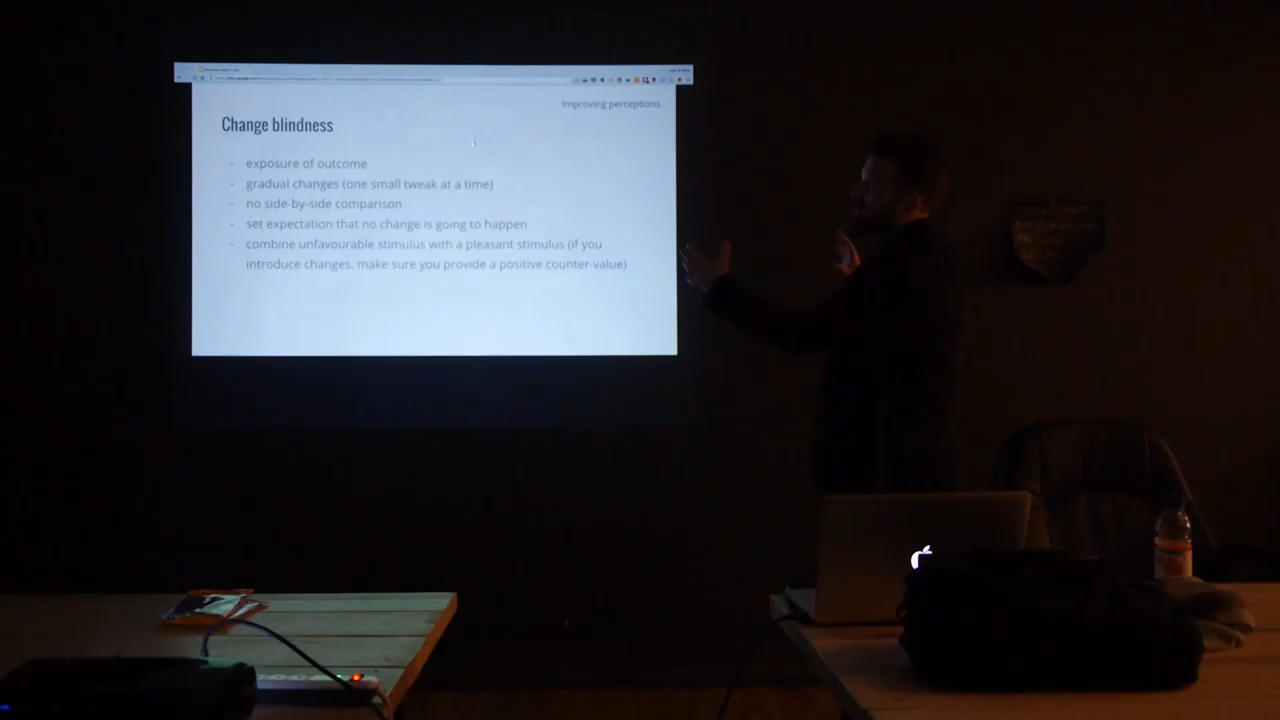 Improving perceptions
Change blindness
- exposure of outcome
- gradual changes (one small tweak at a time)
- no side-by-side comparison
- set expectation that no change is going to happen
- combine unfavourable stimulus with a pleasant stimulus (if you
introduce changes, make sure you provide a positive counter-value)